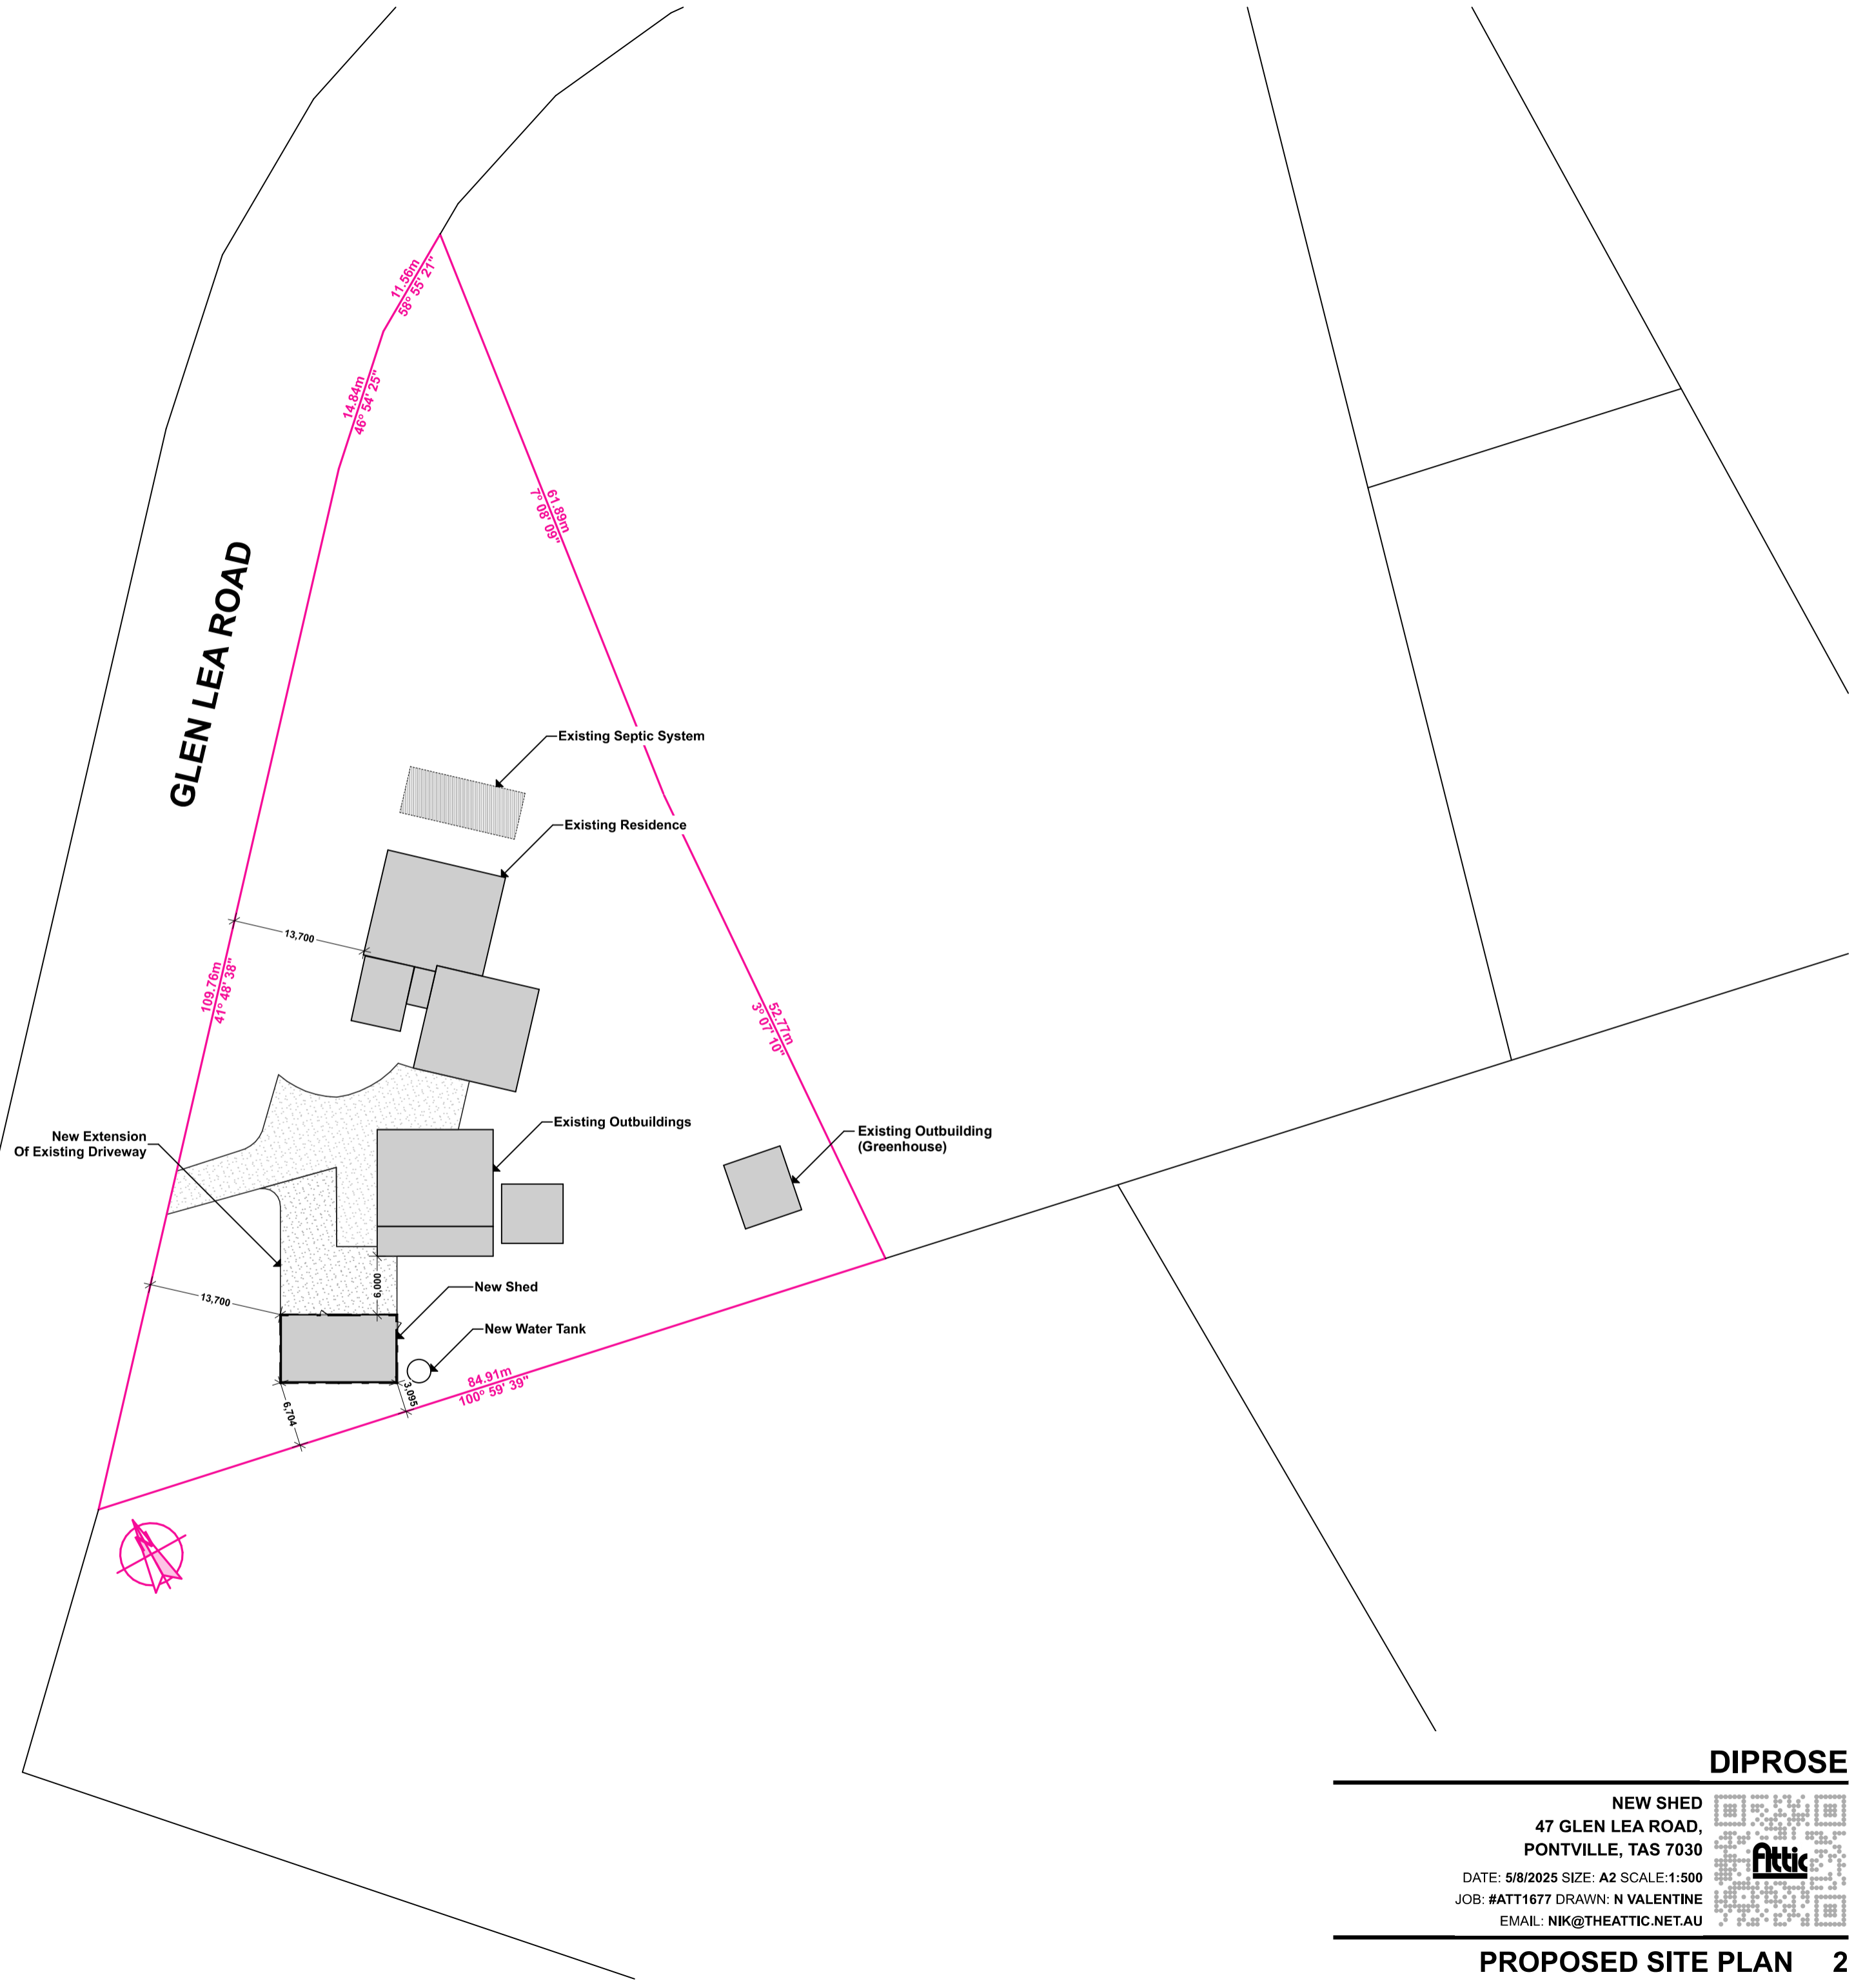 11.56m
58° 55' 21"
14.84m
46° 54' 25"
61.89m
7° 08' 09"
GLEN LEA ROAD
Existing Septic System
Existing Residence
13,700
109.76m
41° 48' 38"
52.77m
3° 07' 10"
New Extension
Of Existing Driveway
Existing Outbuildings
Existing Outbuilding
(Greenhouse)
6,000
13,700
New Shed
New Water Tank
84.91m
100° 59' 39"
3,095
6,704
N
DIPROSE
NEW SHED
47 GLEN LEA ROAD,
PONTVILLE, TAS 7030
DATE: 5/8/2025 SIZE: A2 SCALE:1:500
JOB: #ATT1677 DRAWN: N VALENTINE
EMAIL: NIK@THEATTIC.NET.AU
Attic
PROPOSED SITE PLAN 2